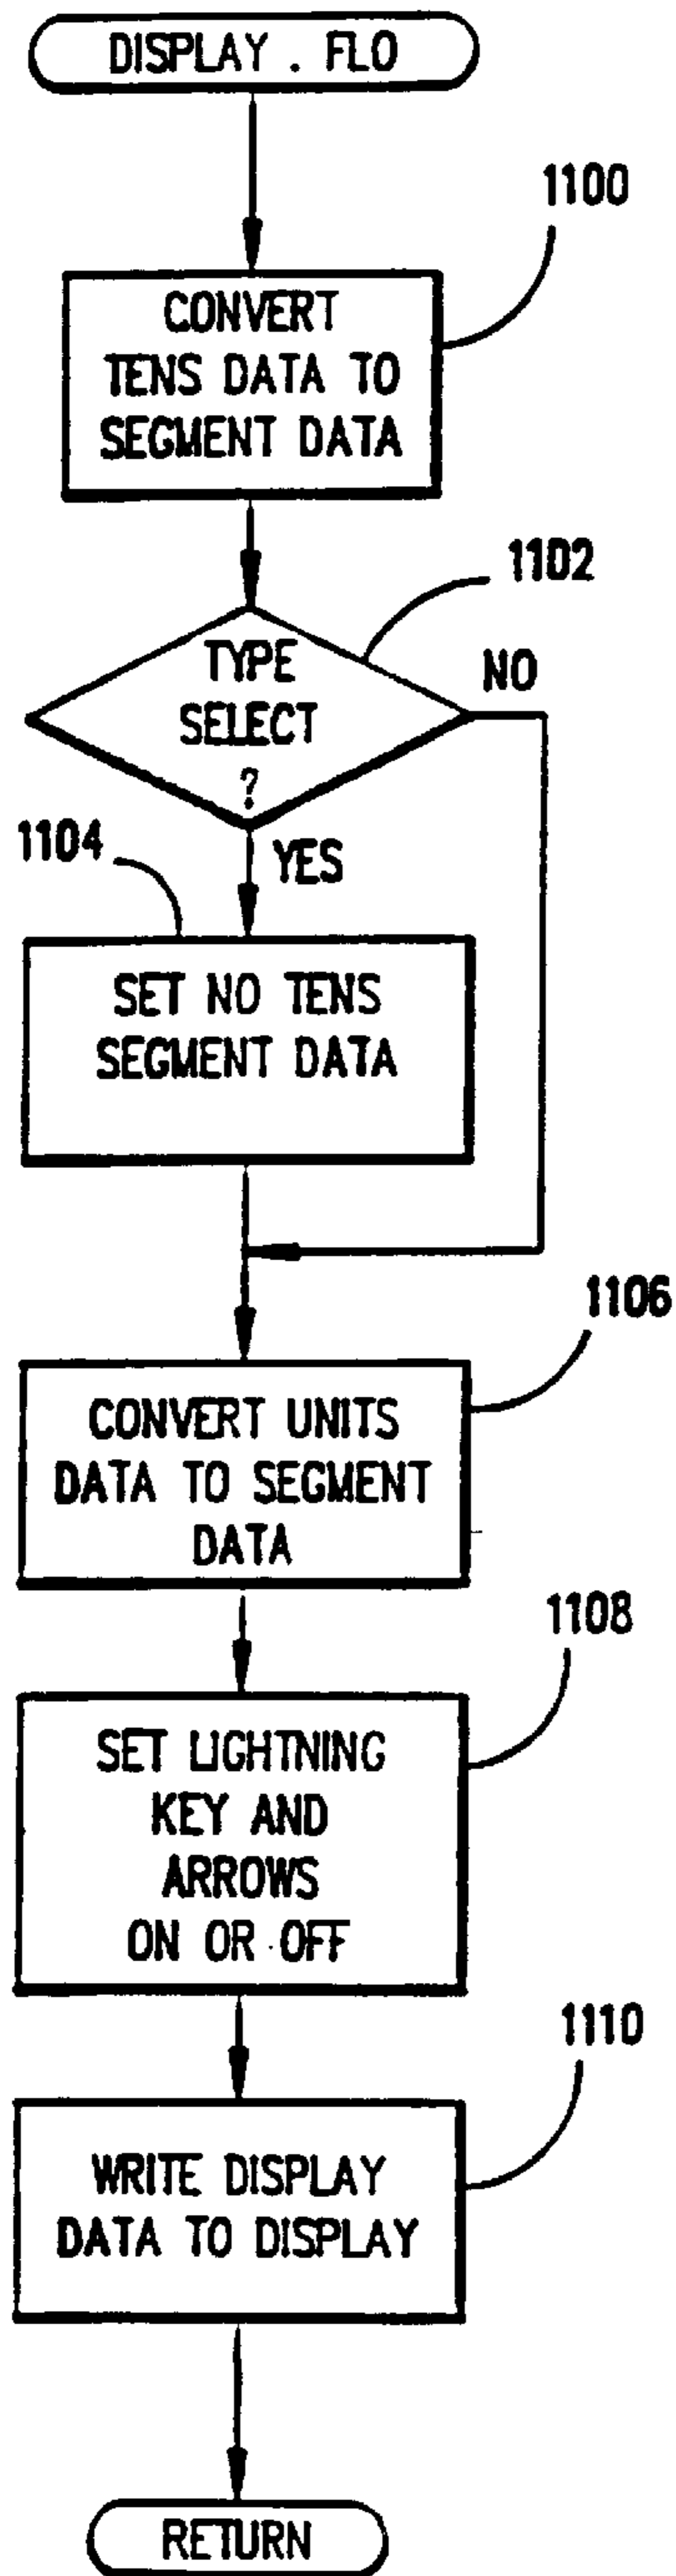 DISPLAY . FLO
1100
CONVERT
TENS DATA TO
SEGMENT DATA
1102
TYPE
SELECT
?
NO
YES
1104
SET NO TENS
SEGMENT DATA
1106
CONVERT UNITS
DATA TO SEGMENT
DATA
1108
SET LIGHTNING
KEY AND
ARROWS
ON OR OFF
1110
WRITE DISPLAY
DATA TO DISPLAY
RETURN